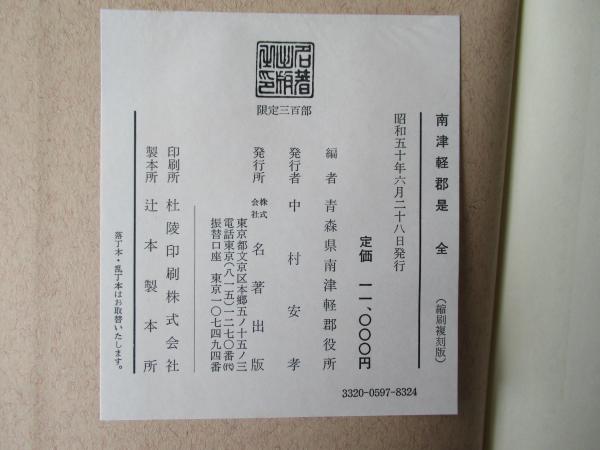 名著
出版
之印
限定三百部
南津軽郡是 全 (縮刷複刻版)
昭和五十年六月二十八日発行
定価 一一、〇〇〇円
編者 青森県南津軽郡役所
発行者 中村安孝
発行所 株式会社 名著出版
東京都文京区本郷五ノ十五ノ三
電話東京(八一五)一二七〇番㈹
振替口座 東京一〇七四九四番
印刷所 杜陵印刷株式会社
製本所 辻本製本所
落丁本・乱丁本はお取替いたします。
3320-0597-8324